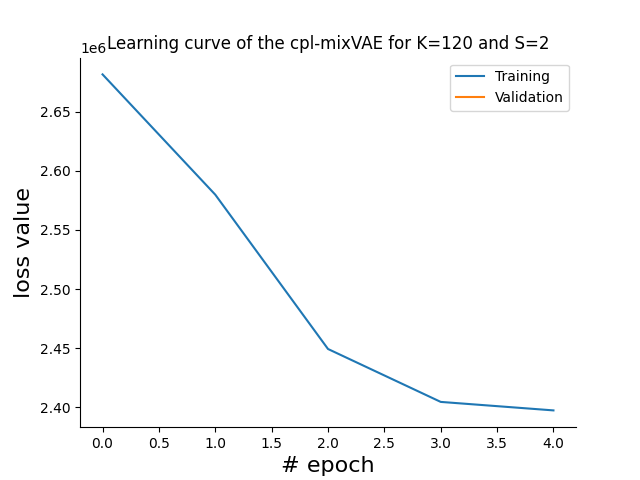 Learning curve of the cpl-mixVAE for K=120 and S=2
1e6
Training
Validation
2.65
2.60
2.55
2.50
2.45
2.40
loss value
0.0 0.5 1.0 1.5 2.0 2.5 3.0 3.5 4.0
# epoch